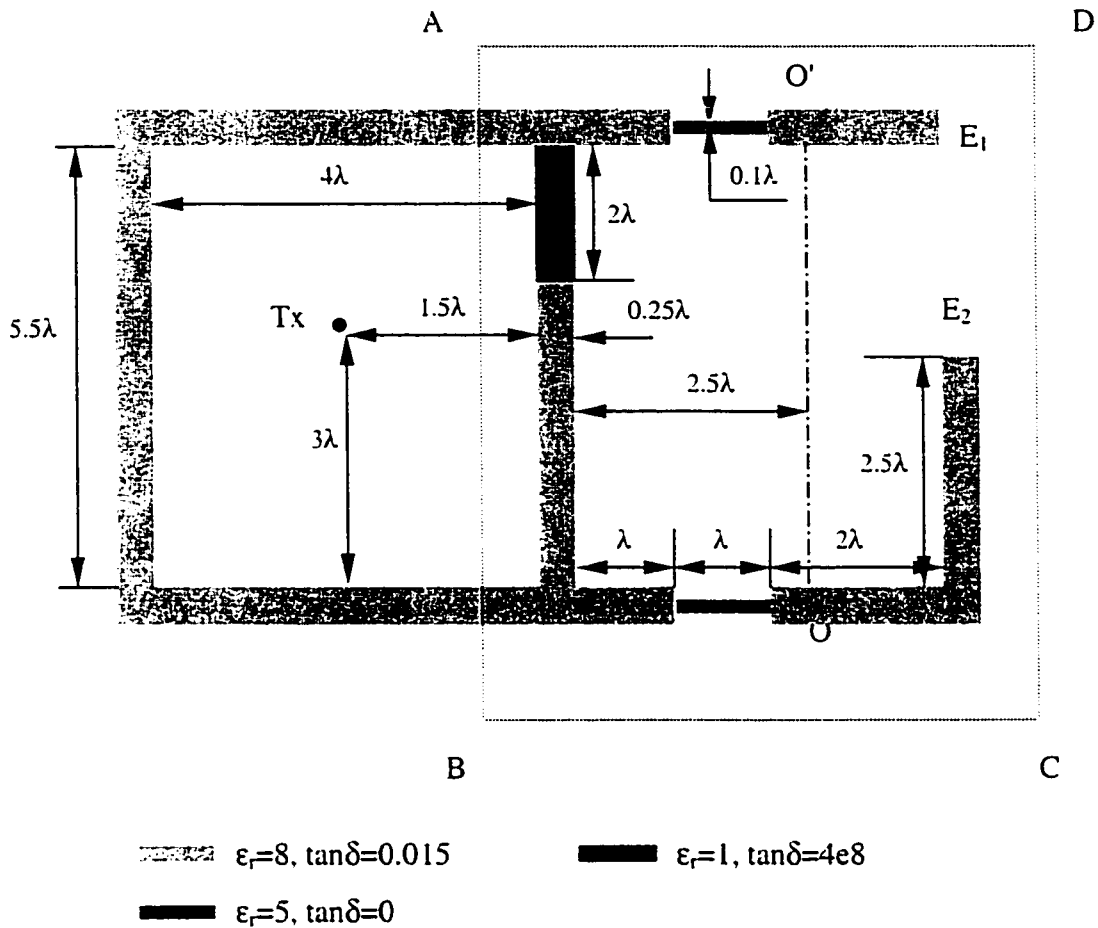 A
D
O'
E₁
4λ
0.1λ
2λ
Tx
1.5λ
0.25λ
E₂
5.5λ
2.5λ
3λ
2.5λ
λ
λ
2λ
O
B
C
εᵣ=8, tanδ=0.015
εᵣ=1, tanδ=4e8
εᵣ=5, tanδ=0